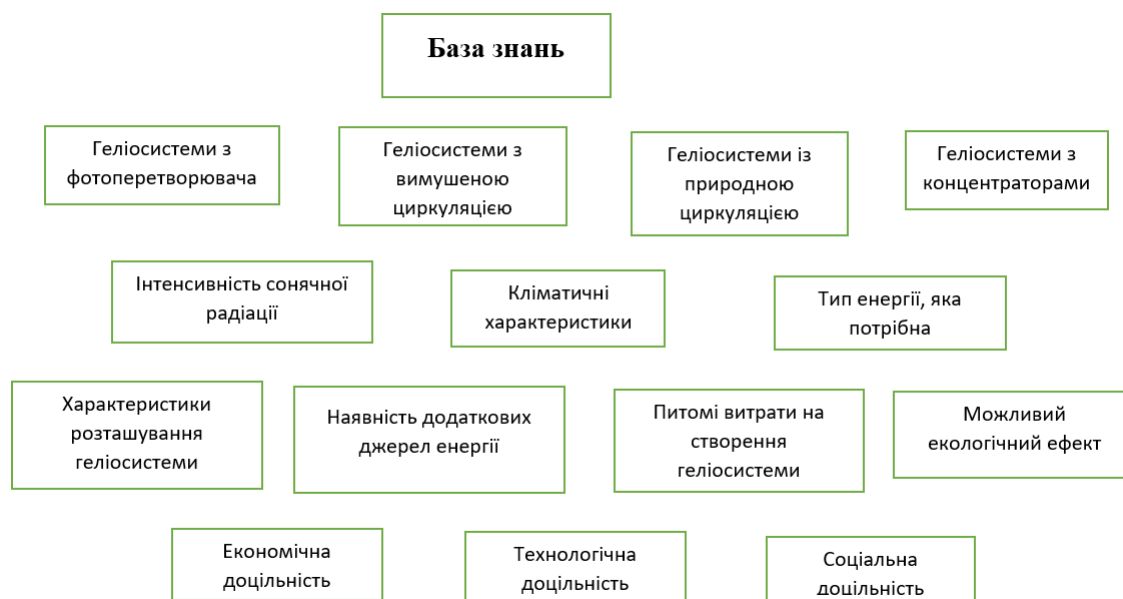 База знань
Геліосистеми з
фотоперетворювача
Геліосистеми з
вимушеною
циркуляцією
Геліосистеми із
природною
циркуляцією
Геліосистеми з
концентраторами
Інтенсивність сонячної
радіації
Кліматичні
характеристики
Тип енергії, яка
потрібна
Характеристики
розташування
геліосистеми
Наявність додаткових
джерел енергії
Питомі витрати на
створення
геліосистеми
Можливий
екологічний ефект
Економічна
доцільність
Технологічна
доцільність
Соціальна
доцільність